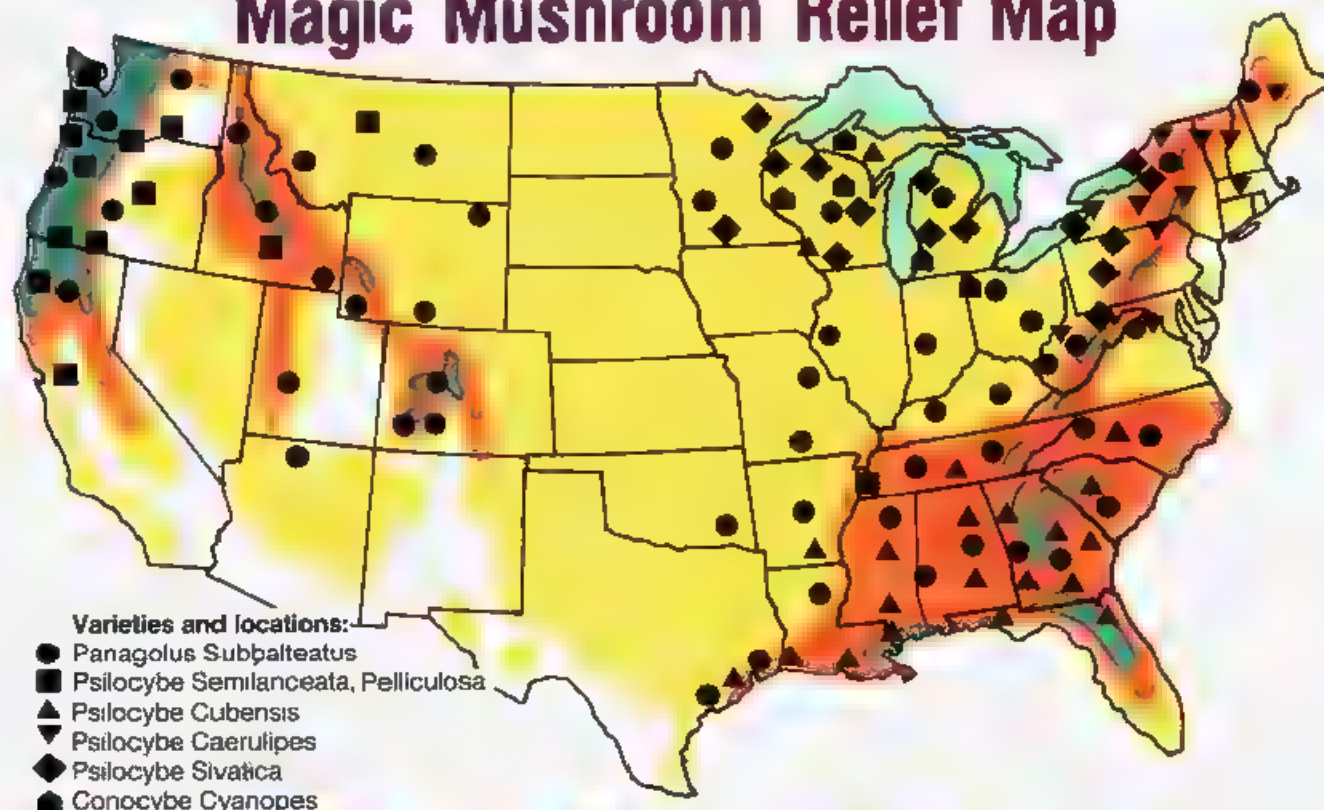 Magic Mushroom Relief Map
Varieties and locations:
Panagolus Subbalteatus
Psilocybe Semilanceata, Pelliculosa
Psilocybe Cubensis
Psilocybe Caerulipes
Psilocybe Sivatica
Conocybe Cyanopes